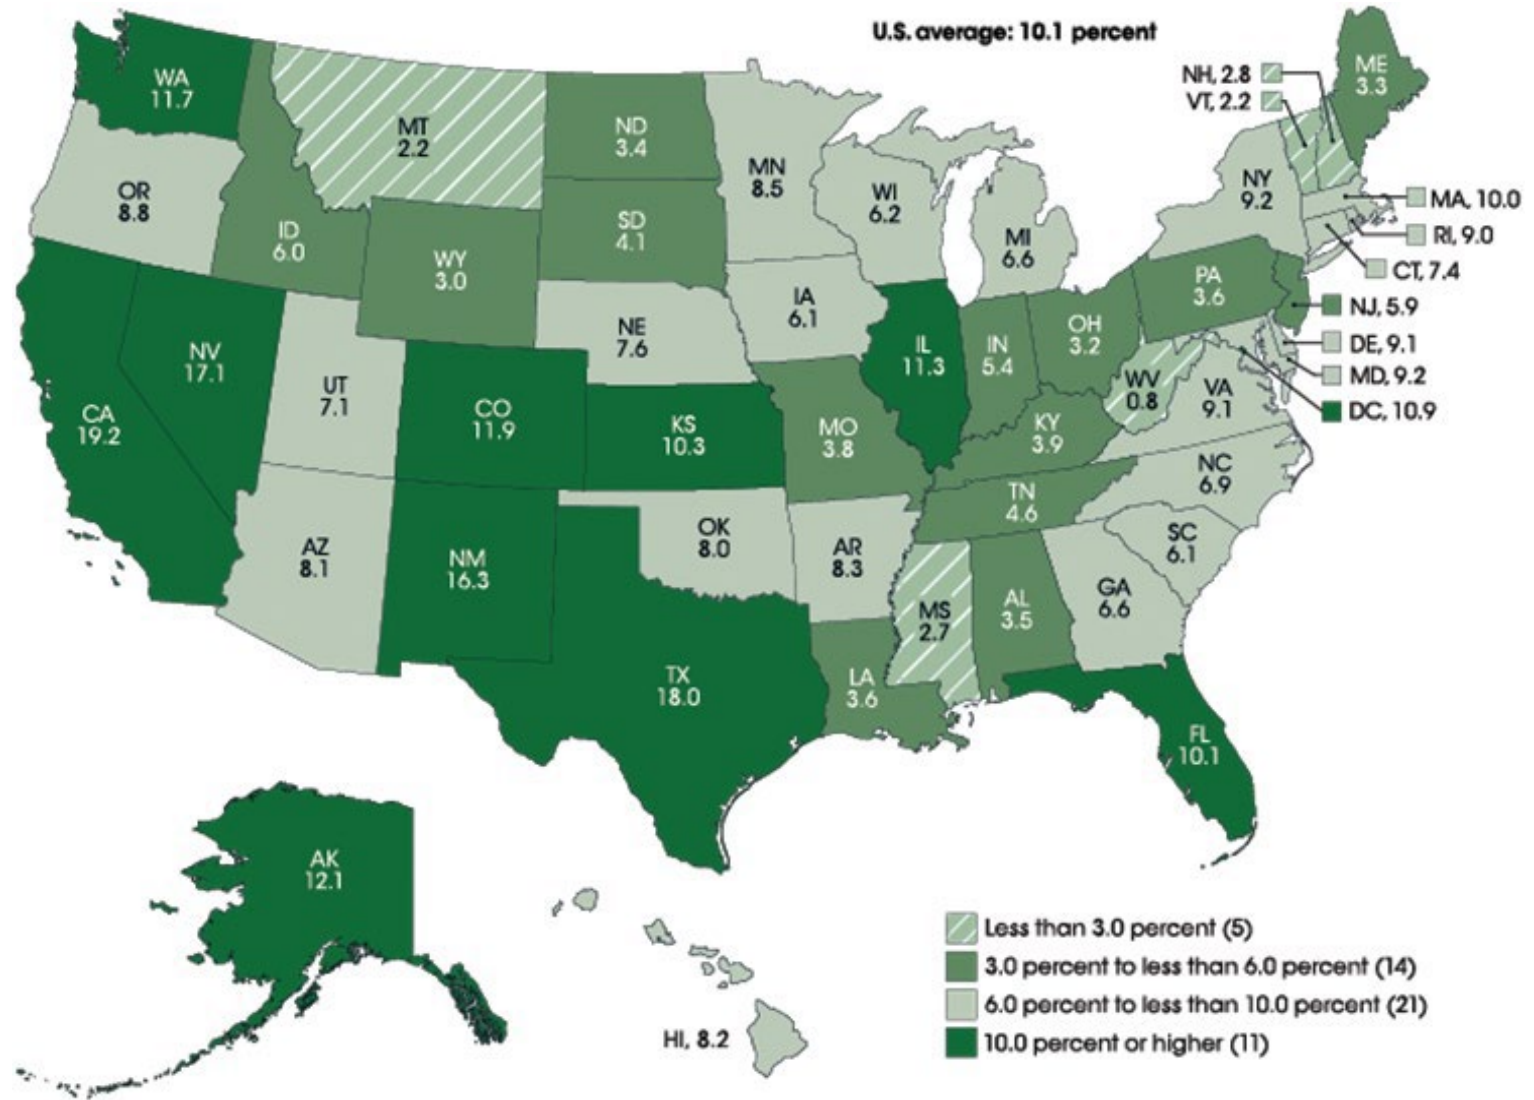 U.S. average: 10.1 percent
WA
11.7
OR
8.8
CA
19.2
NV
17.1
ID
6.0
MT
2.2
WY
3.0
UT
7.1
CO
11.9
AZ
8.1
NM
16.3
ND
3.4
SD
4.1
NE
7.6
KS
10.3
OK
8.0
TX
18.0
MN
8.5
IA
6.1
MO
3.8
AR
8.3
LA
3.6
WI
6.2
IL
11.3
MI
6.6
IN
5.4
OH
3.2
KY
3.9
TN
4.6
MS
2.7
AL
3.5
GA
6.6
FL
10.1
SC
6.1
NC
6.9
VA
9.1
WV
0.8
PA
3.6
NY
9.2
ME
3.3
NH, 2.8
VT, 2.2
MA, 10.0
RI, 9.0
CT, 7.4
NJ, 5.9
DE, 9.1
MD, 9.2
DC, 10.9
AK
12.1
HI, 8.2
Less than 3.0 percent (5)
3.0 percent to less than 6.0 percent (14)
6.0 percent to less than 10.0 percent (21)
10.0 percent or higher (11)